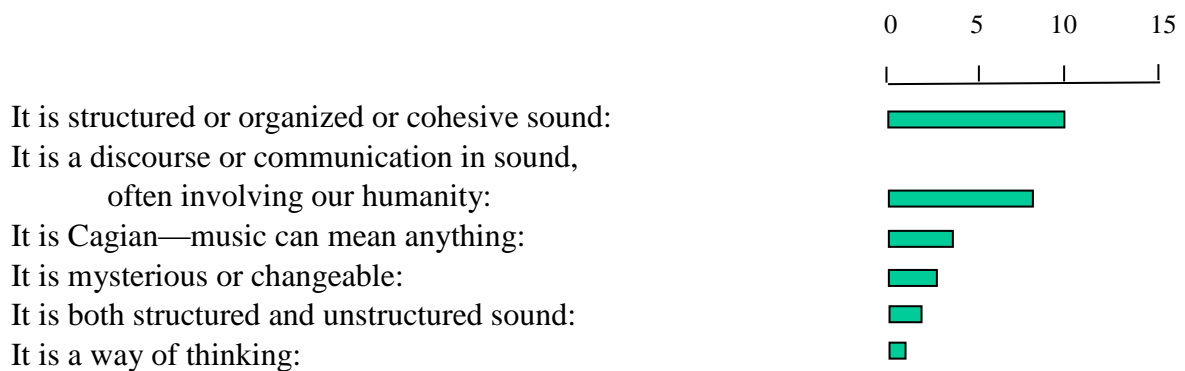 0 5 10 15
It is structured or organized or cohesive sound:
It is a discourse or communication in sound,
often involving our humanity:
It is Cagian—music can mean anything:
It is mysterious or changeable:
It is both structured and unstructured sound:
It is a way of thinking: